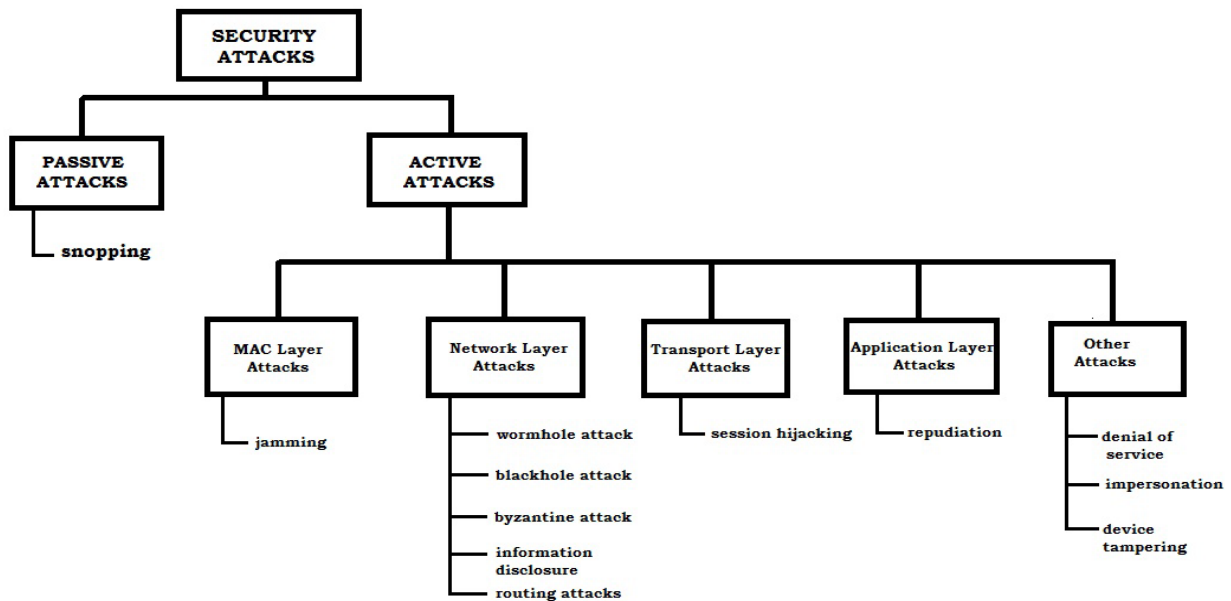 SECURITY
ATTACKS
PASSIVE
ATTACKS
ACTIVE
ATTACKS
snopping
MAC Layer
Attacks
Network Layer
Attacks
Transport Layer
Attacks
Application Layer
Attacks
Other
Attacks
jamming
wormhole attack
blackhole attack
byzantine attack
information
disclosure
routing attacks
session hijacking
repudiation
denial of
service
impersonation
device
tampering